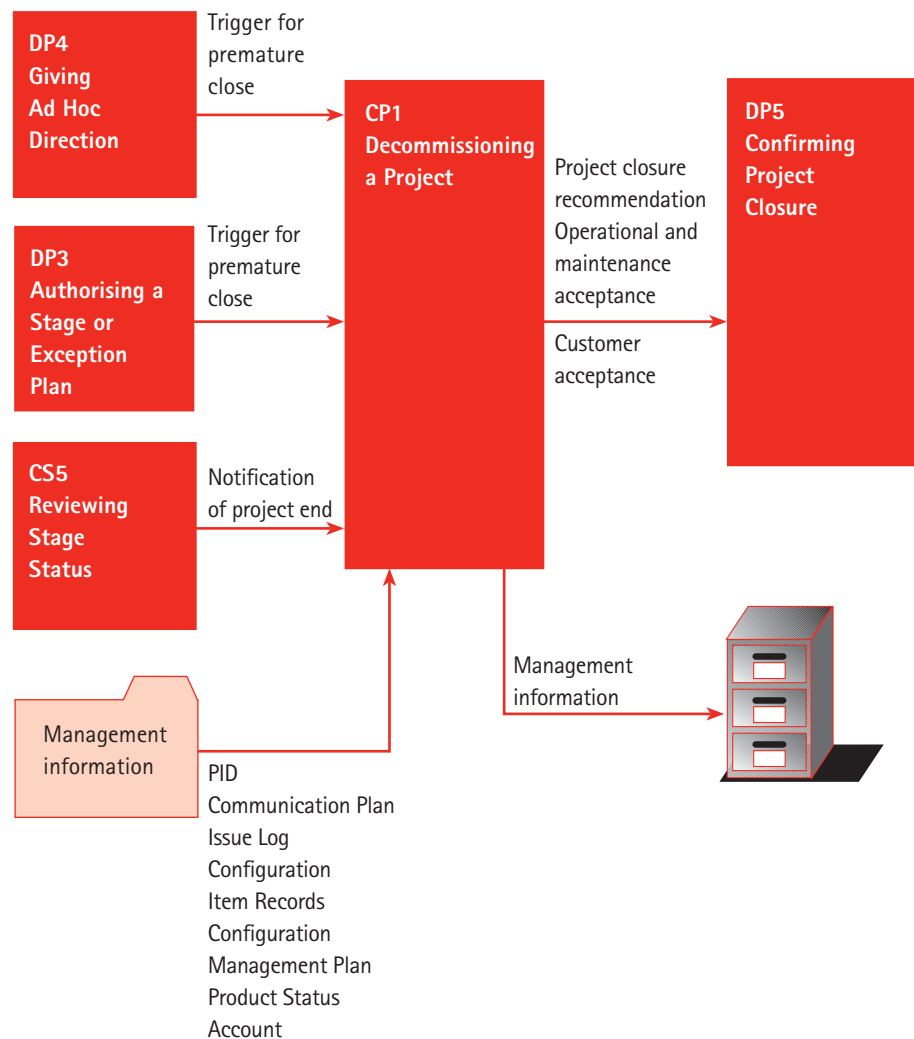 DP4
Giving
Ad Hoc
Direction
Trigger for
premature
close
CP1
Decommissioning
a Project
DP5
Confirming
Project
Closure
Project closure
recommendation
Operational and
maintenance
acceptance
Customer
acceptance
DP3
Authorising a
Stage or
Exception
Plan
Trigger for
premature
close
CS5
Reviewing
Stage
Status
Notification
of project end
Management
information
Management
information
PID
Communication Plan
Issue Log
Configuration
Item Records
Configuration
Management Plan
Product Status
Account